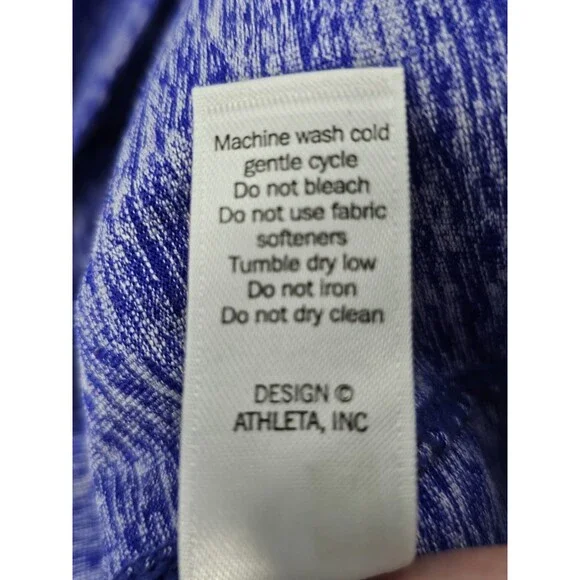 Machine wash cold
gentle cycle
Do not bleach
Do not use fabric
softeners
Tumble dry low
Do not iron
Do not dry clean
DESIGN ©
ATHLETA, INC